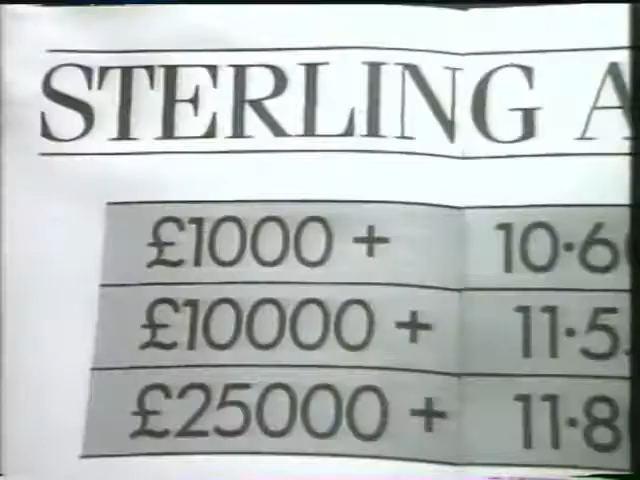 STERLING A
£1000 + 10·6
£10000 + 11·5
£25000 + 11·8